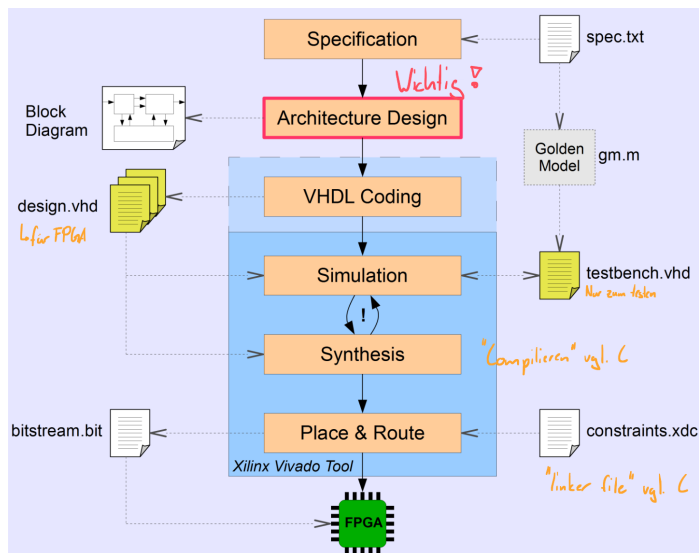 Specification
spec.txt
Wichtig!
Block
Diagram
Architecture Design
Golden
Model
gm.m
VHDL Coding
design.vhd
↳ für FPGA
Simulation
testbench.vhd
Nur zum testen
!
Synthesis
"Compilieren" vgl. C
bitstream.bit
Place & Route
constraints.xdc
Xilinx Vivado Tool
"linker file" vgl. C
FPGA